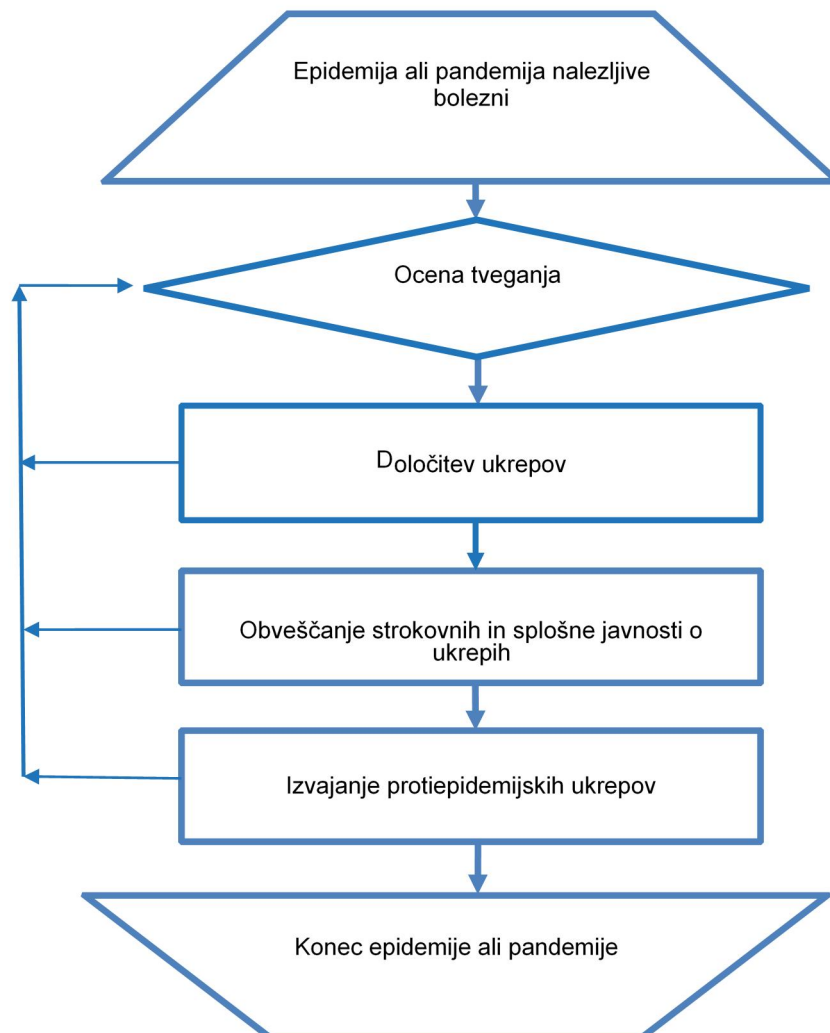 Epidemija ali pandemija nalezljive
bolezni
Ocena tveganja
Določitev ukrepov
Obveščanje strokovnih in splošne javnosti o
ukrepih
Izvajanje protiepidemijskih ukrepov
Konec epidemije ali pandemije